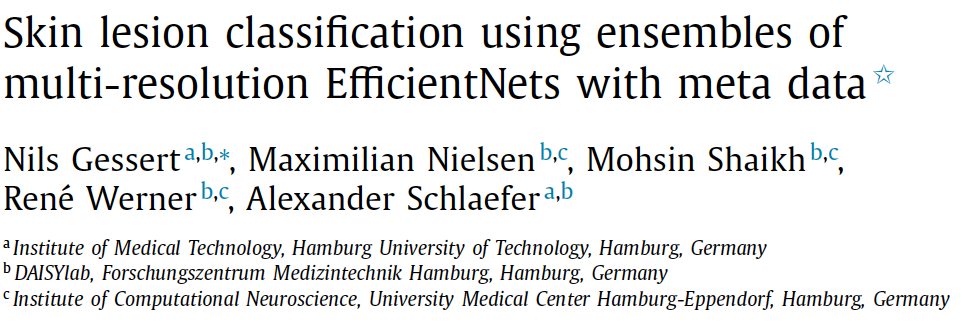 Skin lesion classification using ensembles of
multi-resolution EfficientNets with meta data☆
Nils Gessert a,b,*, Maximilian Nielsen b,c, Mohsin Shaikh b,c,
René Werner b,c, Alexander Schlaefer a,b
a Institute of Medical Technology, Hamburg University of Technology, Hamburg, Germany
b DAISYlab, Forschungszentrum Medizintechnik Hamburg, Hamburg, Germany
c Institute of Computational Neuroscience, University Medical Center Hamburg-Eppendorf, Hamburg, Germany